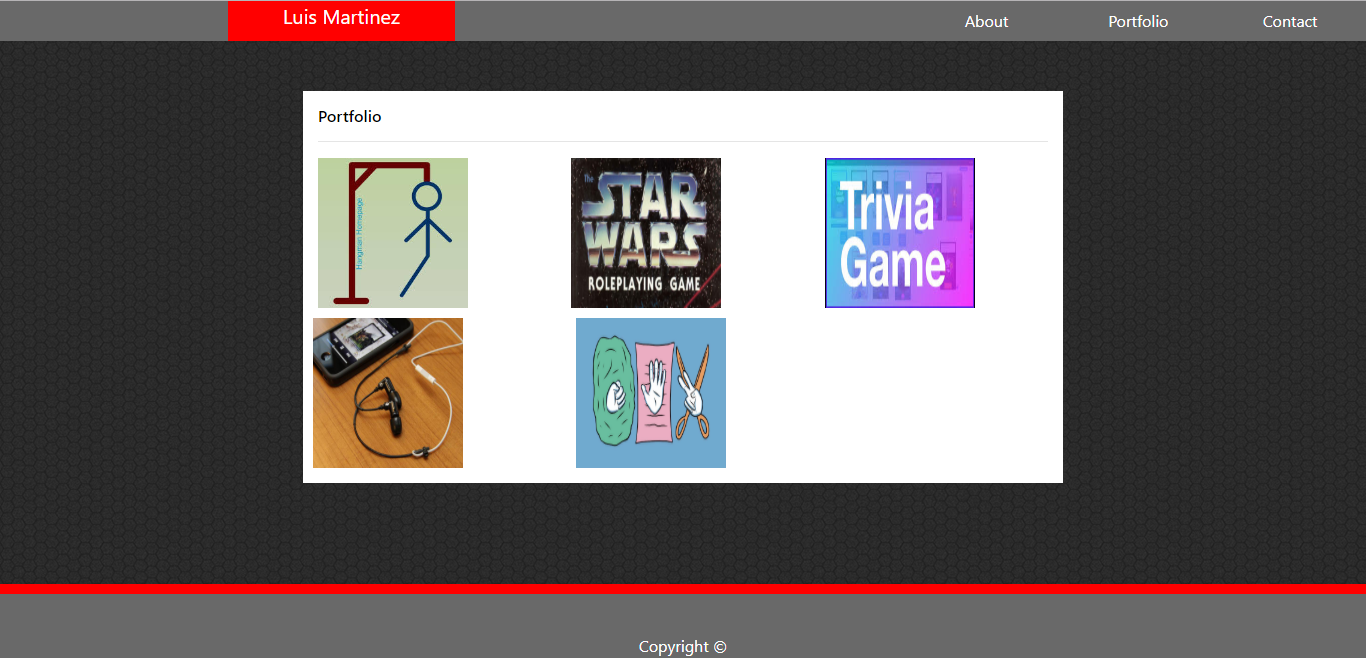 Luis Martinez
About
Portfolio
Contact
Portfolio
Hangman Homepage
The
STAR
WARS
ROLEPLAYING GAME
Trivia
Game
Copyright ©